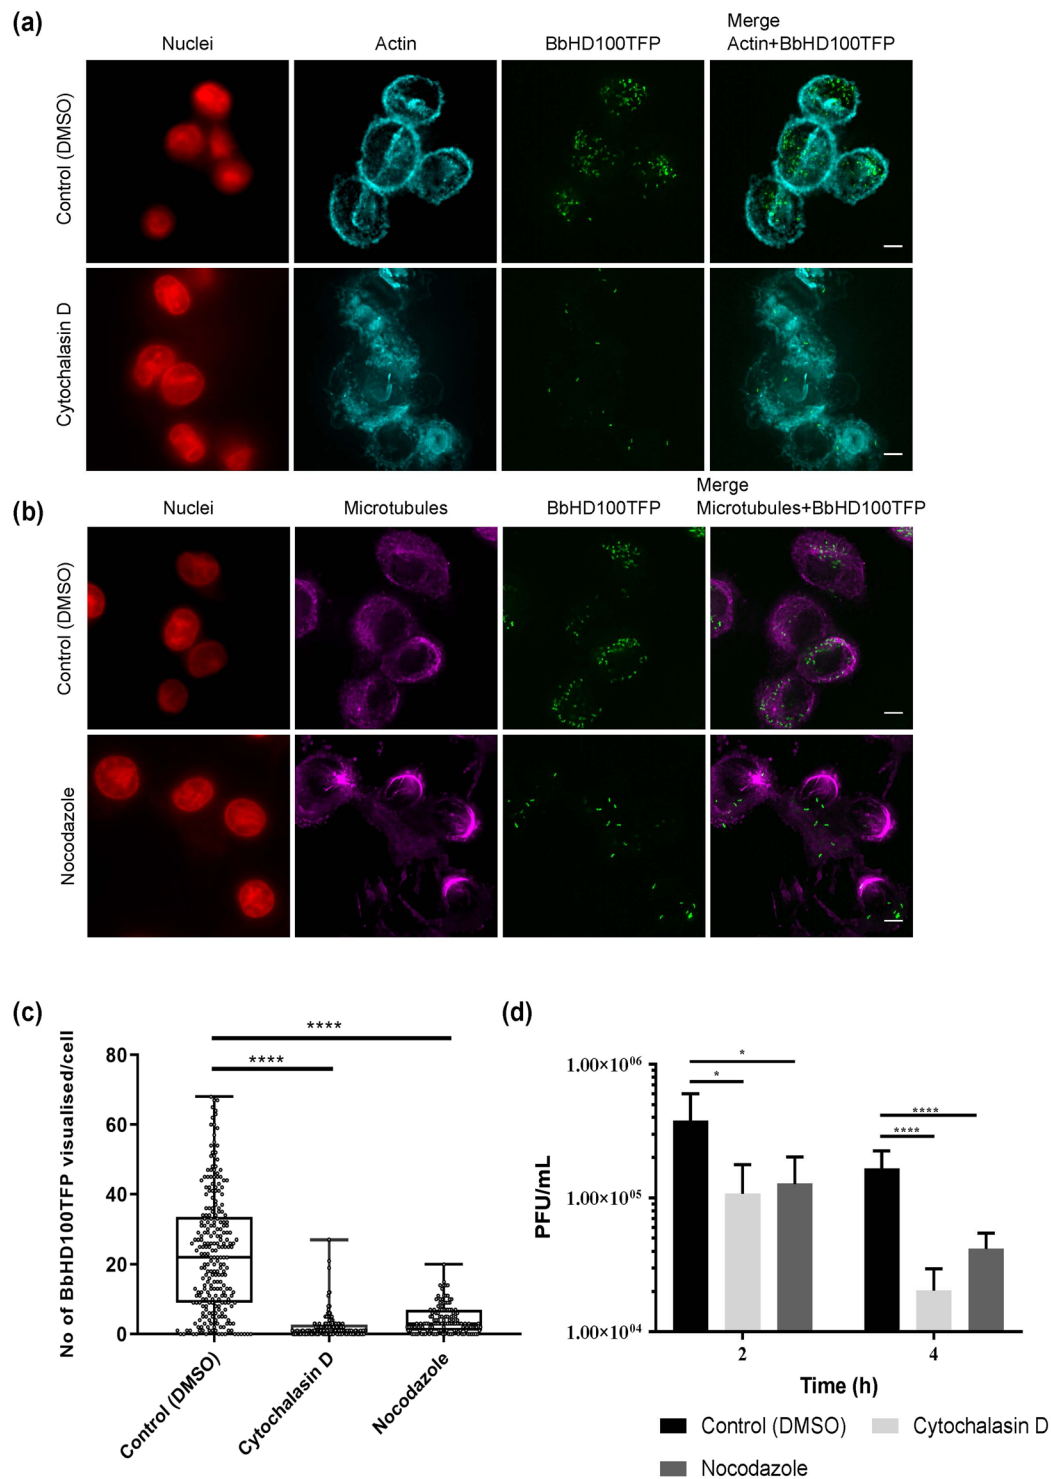 (a)
Nuclei
Actin
BbHD100TFP
Merge
Actin+BbHD100TFP
Control (DMSO)
Cytochalasin D
(b)
Nuclei
Microtubules
BbHD100TFP
Merge
Microtubules+BbHD100TFP
Control (DMSO)
Nocodazole
(c)
No of BbHD100TFP visualised/cell
80
60
40
20
0
****
****
Control (DMSO)
Cytochalasin D
Nocodazole
(d)
PFU/mL
1.00×10⁰⁶
1.00×10⁰⁵
1.00×10⁰⁴
*
*
****
****
2
4
Time (h)
Control (DMSO)
Cytochalasin D
Nocodazole